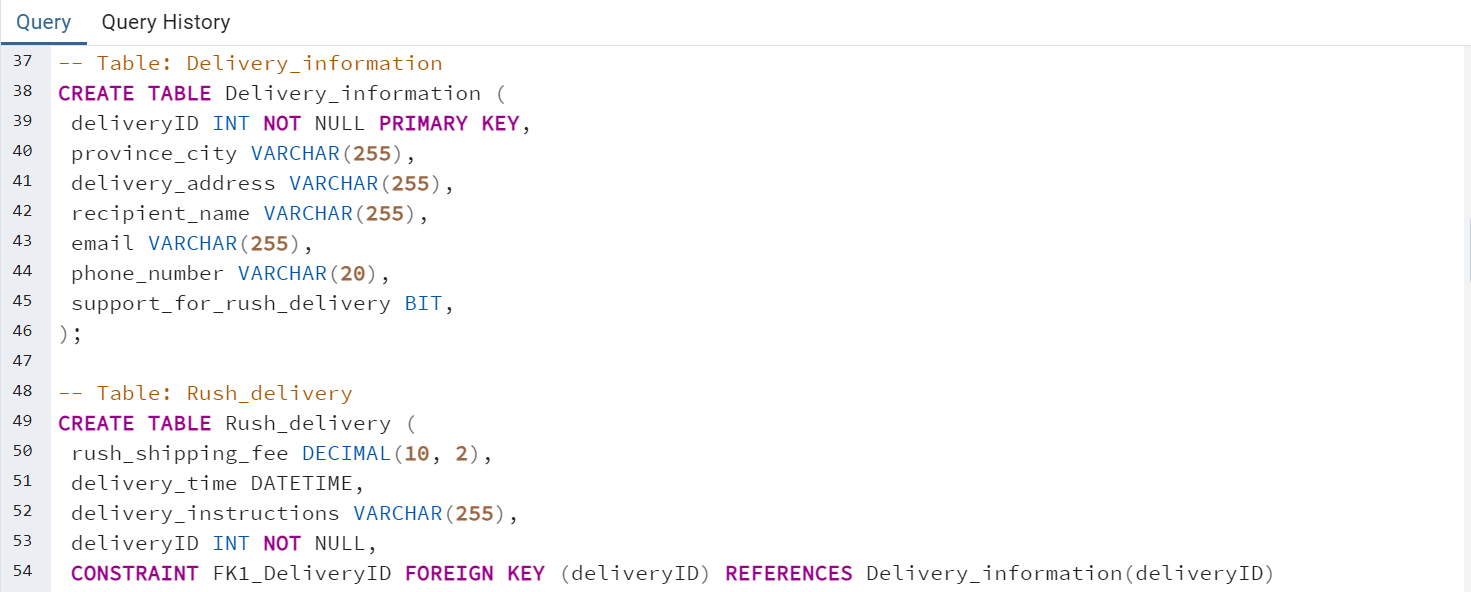 Query Query History
37 -- Table: Delivery_information
38 CREATE TABLE Delivery_information (
39 deliveryID INT NOT NULL PRIMARY KEY,
40 province_city VARCHAR(255),
41 delivery_address VARCHAR(255),
42 recipient_name VARCHAR(255),
43 email VARCHAR(255),
44 phone_number VARCHAR(20),
45 support_for_rush_delivery BIT,
46 );
47
48 -- Table: Rush_delivery
49 CREATE TABLE Rush_delivery (
50 rush_shipping_fee DECIMAL(10, 2),
51 delivery_time DATETIME,
52 delivery_instructions VARCHAR(255),
53 deliveryID INT NOT NULL,
54 CONSTRAINT FK1_DeliveryID FOREIGN KEY (deliveryID) REFERENCES Delivery_information(deliveryID)